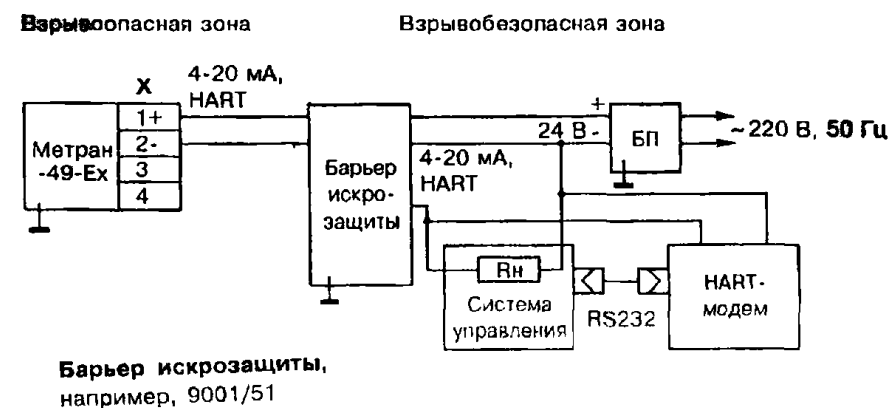 Взрывоопасная зона
Взрывобезопасная зона
4-20 мА,
HART
X
1+
2-
3
4
Метран
-49-Ex
Барьер
искро-
защиты
+
24 В -
БП
~220 В, 50 Гц
4-20 мА,
HART
Rн
Система
управления
RS232
HART-
модем
Барьер искрозащиты,
например, 9001/51